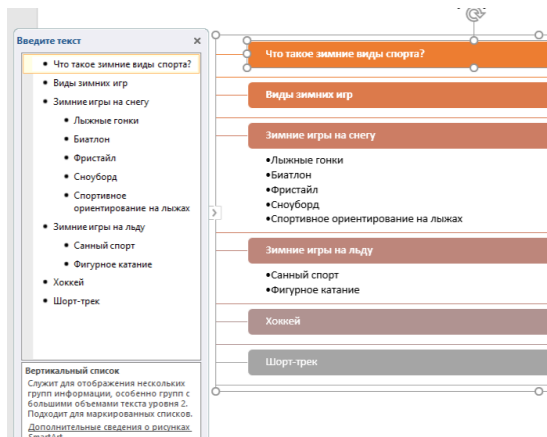 Введите текст
Что такое зимние виды спорта?
Виды зимних игр
Зимние игры на снегу
Лыжные гонки
Биатлон
Фристайл
Сноуборд
Спортивное
ориентирование на лыжах
Зимние игры на льду
Санный спорт
Фигурное катание
Хоккей
Шорт-трек
Вертикальный список
Служит для отображения нескольких
групп информации, особенно групп с
большими объемами текста уровня 2.
Подходит для маркированных списков.
Дополнительные сведения о рисунках
SmartArt
Что такое зимние виды спорта?
Виды зимних игр
Зимние игры на снегу
•Лыжные гонки
•Биатлон
•Фристайл
•Сноуборд
•Спортивное ориентирование на лыжах
Зимние игры на льду
•Санный спорт
•Фигурное катание
Хоккей
Шорт-трек